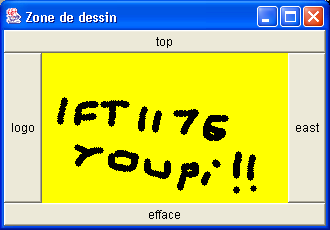 Zone de dessin
top
logo
IFT1176
youpi!!
east
efface